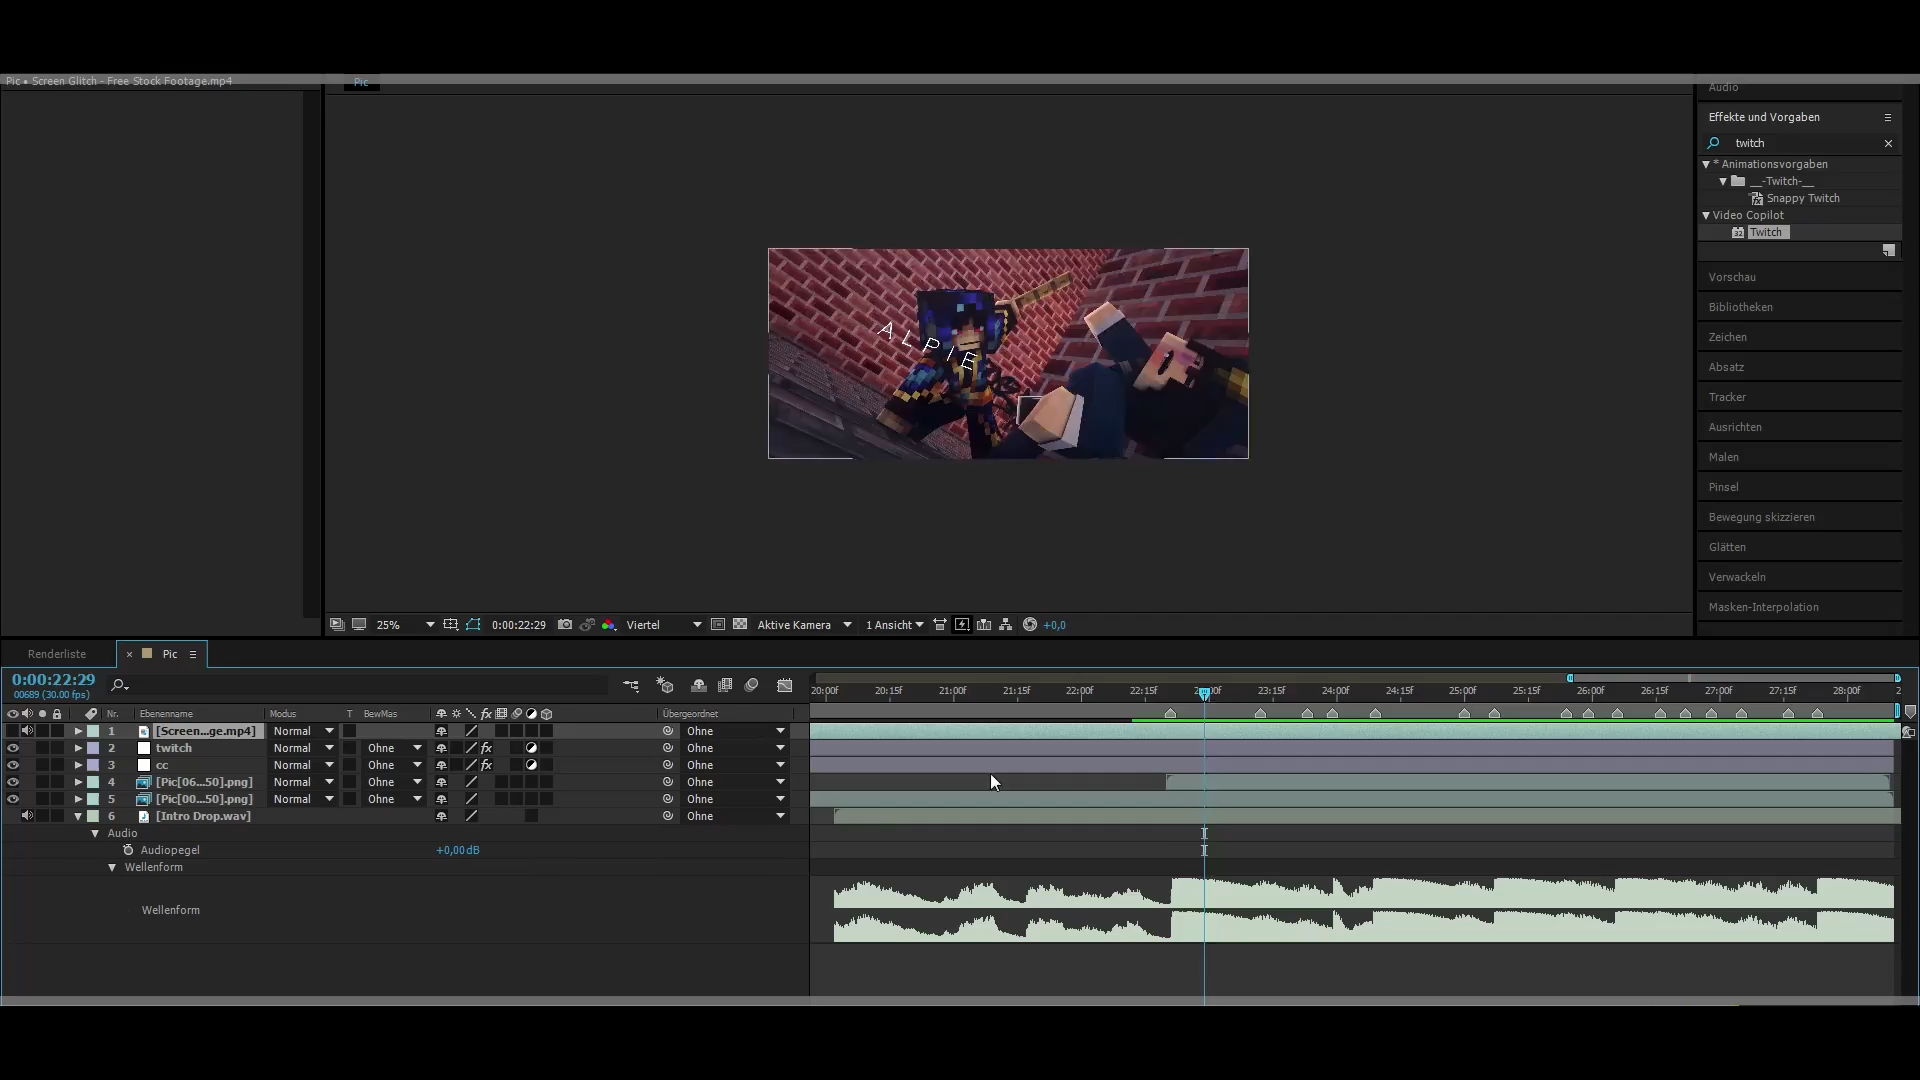 Pic • Screen Glitch - Free Stock Footage.mp4
Pic
Audio
Effekte und Vorgaben
twitch
* Animationsvorgaben
__-Twitch-__
Snappy Twitch
Video Copilot
Twitch
Vorschau
Bibliotheken
Zeichen
Absatz
Tracker
Ausrichten
Malen
Pinsel
Bewegung skizzieren
Glätten
Verwackeln
Masken-Interpolation
ALPIE
25%
0:00:22:29
Viertel
Aktive Kamera
1 Ansicht
+0,0
Renderliste
Pic
0:00:22:29
00689 (30.00 fps)
20:00f 20:15f 21:00f 21:15f 22:00f 22:15f 23:15f 24:00f 24:15f 25:00f 25:15f 26:00f 26:15f 27:00f 27:15f 28:00f
Nr. Ebenenname Modus T BewMas Übergeordnet
1 [Screen...ge.mp4] Normal Ohne
2 twitch Normal Ohne Ohne
3 cc Normal Ohne Ohne
4 [Pic[06...50].png] Normal Ohne Ohne
5 [Pic[00...50].png] Normal Ohne Ohne
6 [Intro Drop.wav] Ohne
Audio
Audiopegel +0,00dB
Wellenform
Wellenform